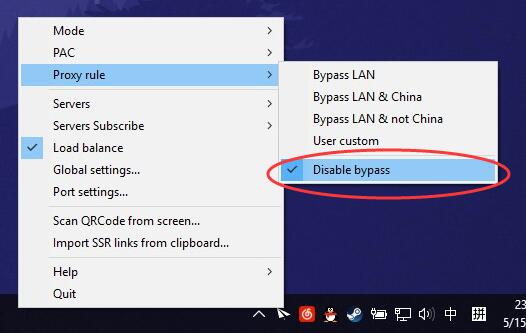 Mode
PAC
Proxy rule
Servers
Servers Subscribe
Load balance
Global settings...
Port settings...
Scan QRCode from screen...
Import SSR links from clipboard...
Help
Quit
Bypass LAN
Bypass LAN & China
Bypass LAN & not China
User custom
Disable bypass
中
拼
23
5/15